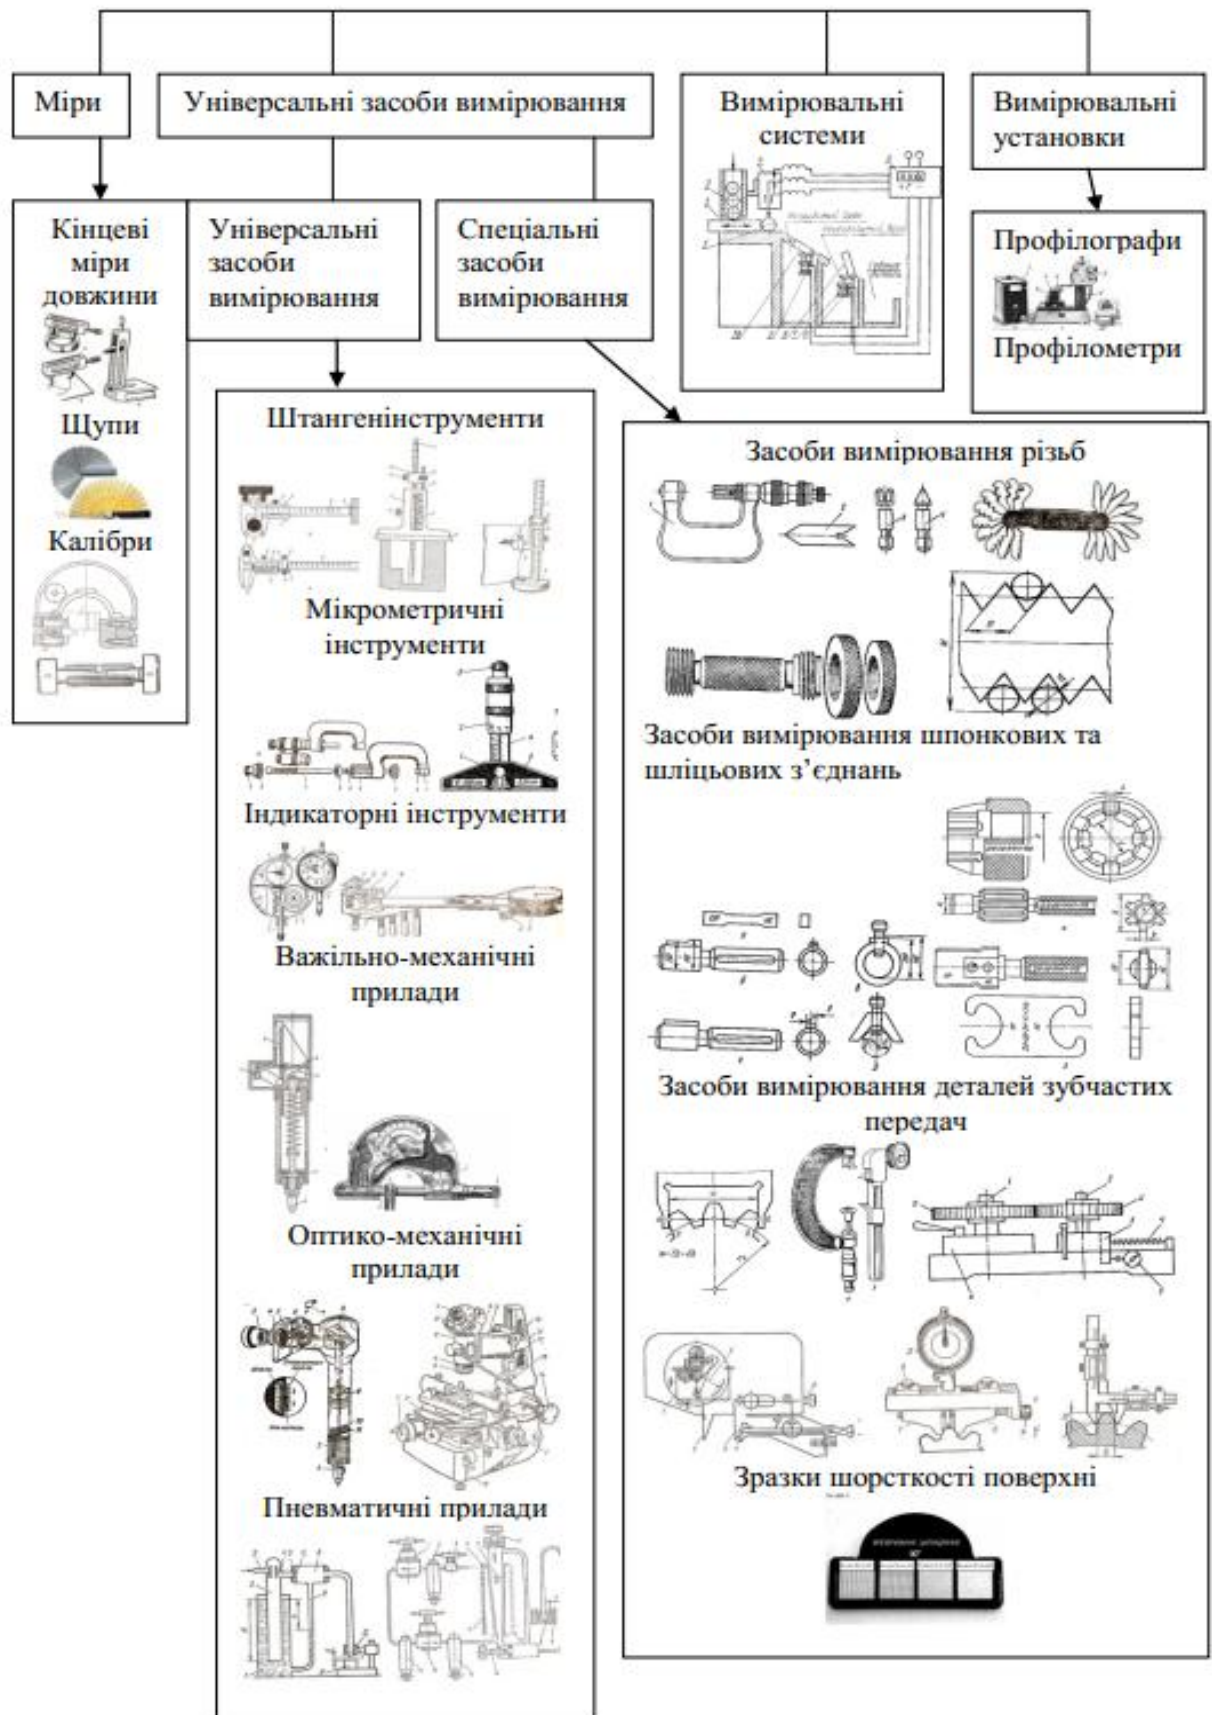 Міри
Універсальні засоби вимірювання
Вимірювальні
системи
Вимірювальні
установки
Кінцеві
міри
довжини
Щупи
Калібри
Універсальні
засоби
вимірювання
Спеціальні
засоби
вимірювання
Профілографи
Профілометри
Штангенінструменти
Мікрометричні
інструменти
Індикаторні інструменти
Важільно-механічні
прилади
Оптико-механічні
прилади
Пневматичні прилади
Засоби вимірювання різьб
Засоби вимірювання шпонкових та
шліцьових з’єднань
Засоби вимірювання деталей зубчастих
передач
Зразки шорсткості поверхні